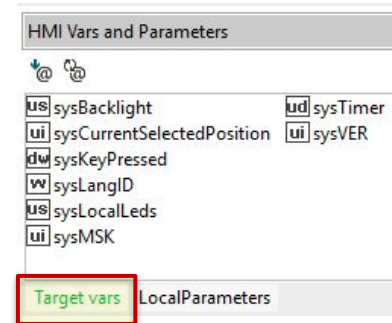 HMI Vars and Parameters
@ @
us sysBacklight
ui sysCurrentSelectedPosition
dw sysKeyPressed
w sysLangID
us sysLocalLeds
ui sysMSK
ud sysTimer
ui sysVER
Target vars LocalParameters